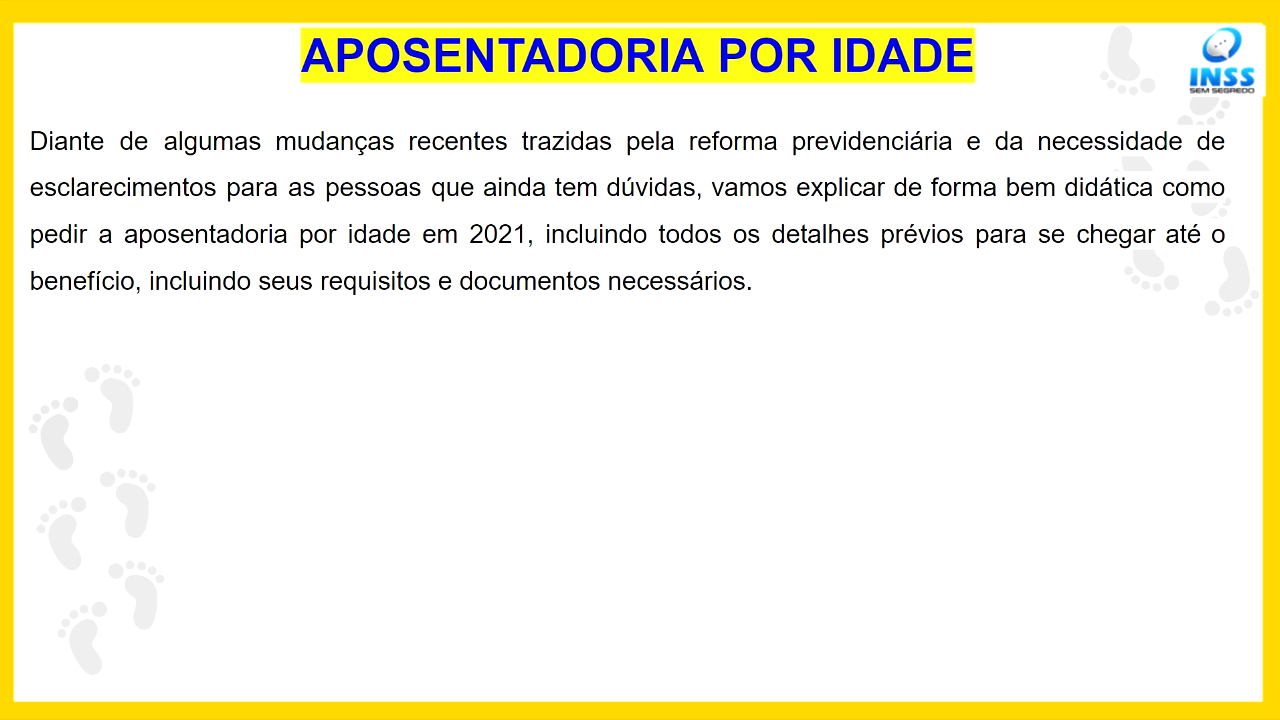 APOSENTADORIA POR IDADE
INSS
SEM SEGREDO
Diante de algumas mudanças recentes trazidas pela reforma previdenciária e da necessidade de
esclarecimentos para as pessoas que ainda tem dúvidas, vamos explicar de forma bem didática como
pedir a aposentadoria por idade em 2021, incluindo todos os detalhes prévios para se chegar até o
benefício, incluindo seus requisitos e documentos necessários.